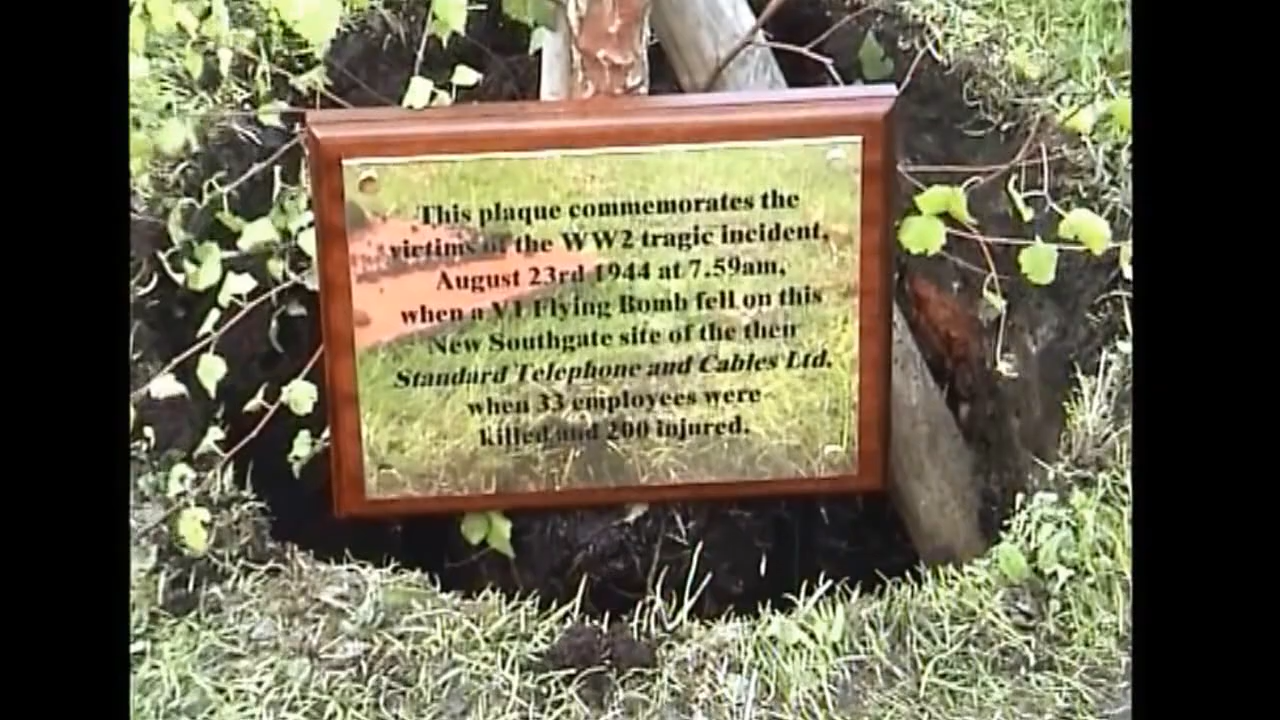 This plaque commemorates the
victims of the WW2 tragic incident,
August 23rd 1944 at 7.59am,
when a V1 Flying Bomb fell on this
New Southgate site of the then
Standard Telephone and Cables Ltd.
when 33 employees were
killed and 200 injured.